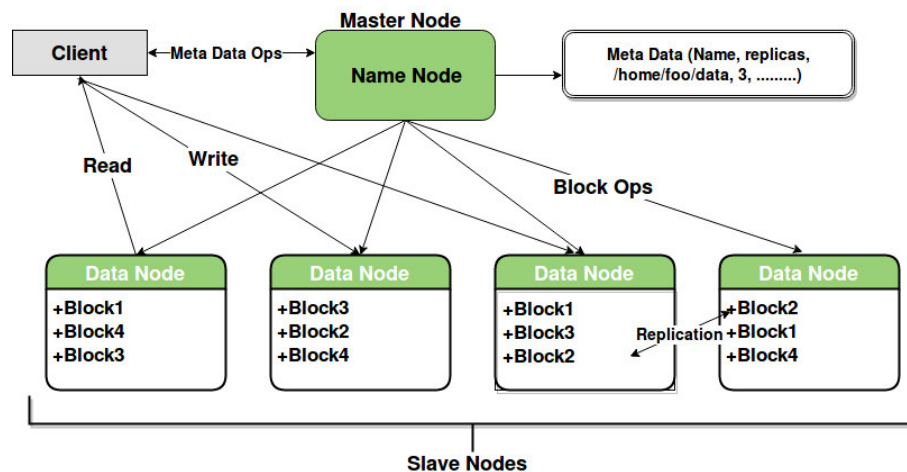 Master Node
Client
Meta Data Ops
Name Node
Meta Data (Name, replicas,
/home/foo/data, 3, .........)
Read
Write
Block Ops
Data Node
+Block1
+Block4
+Block3
Data Node
+Block3
+Block2
+Block4
Data Node
+Block1
+Block3
+Block2
Replication
Data Node
+Block2
+Block1
+Block4
Slave Nodes